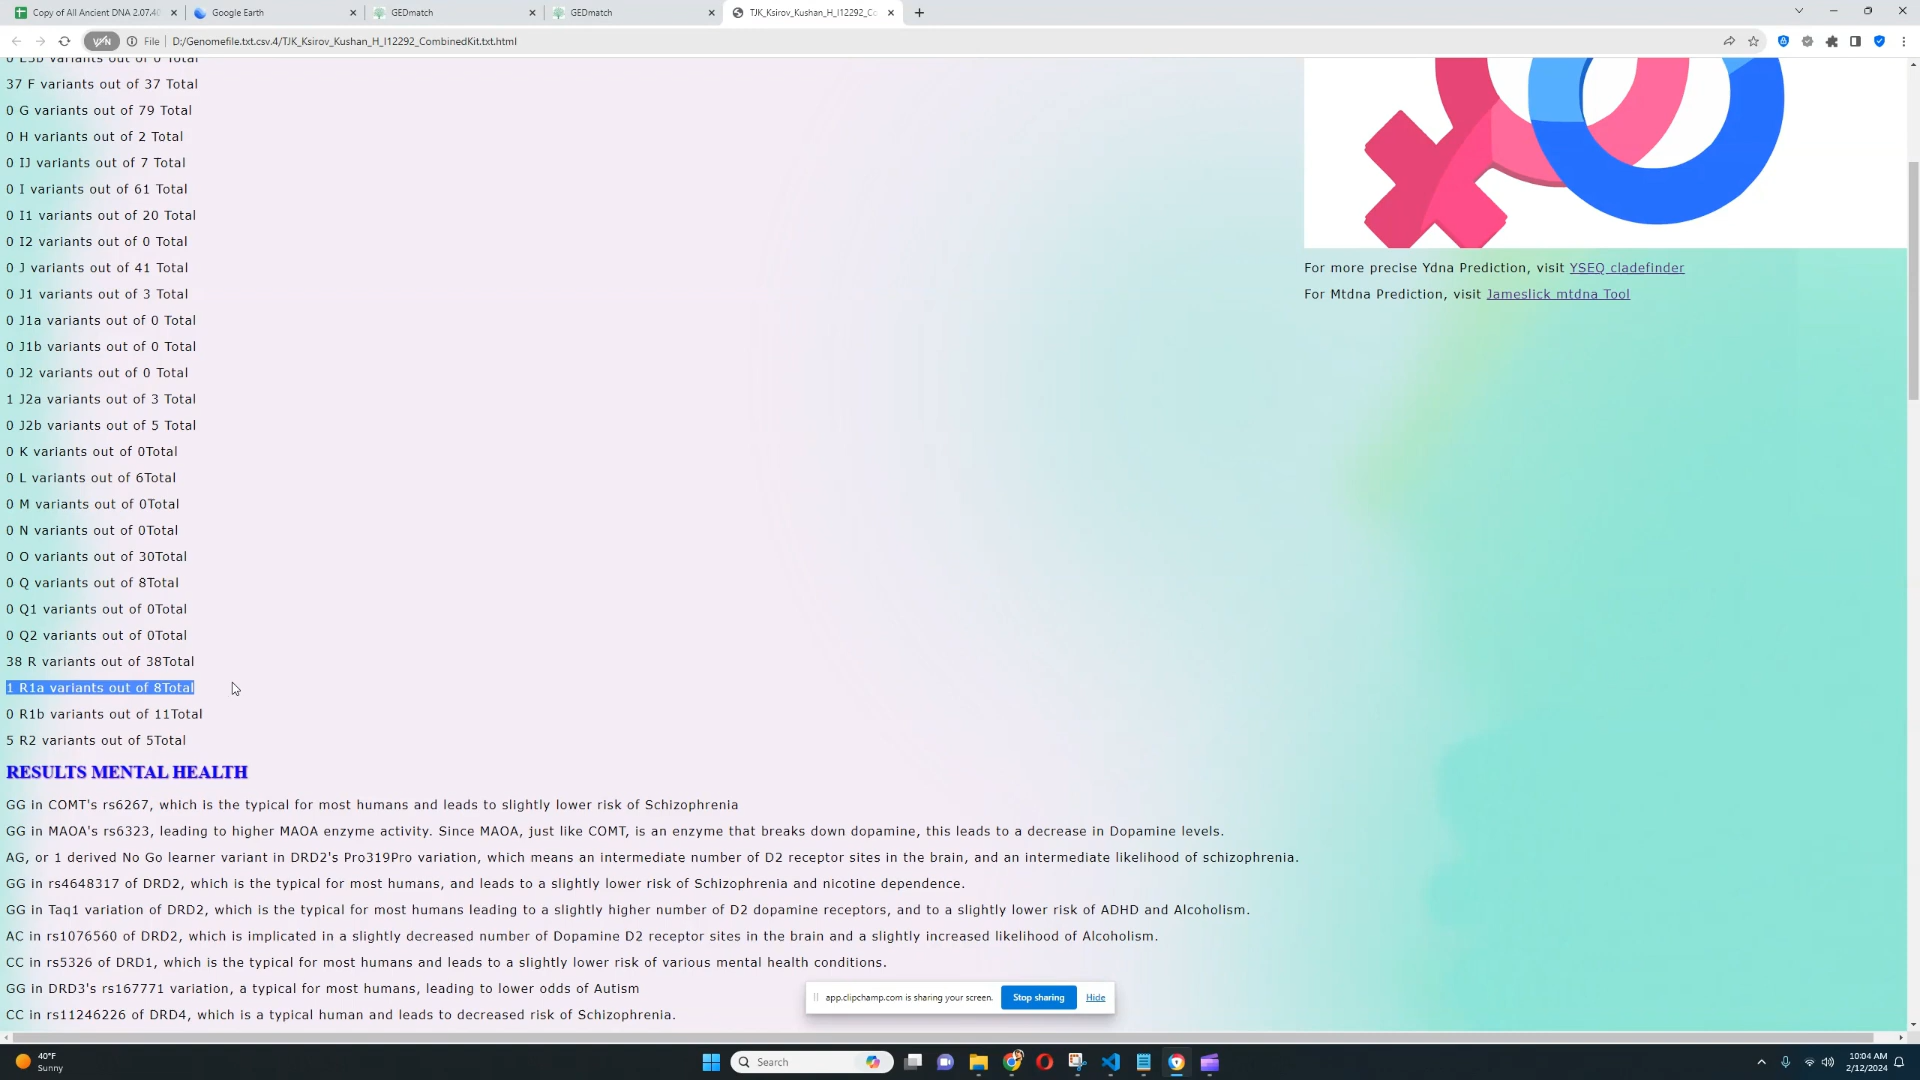 Copy of All Ancient DNA 2.07.40
Google Earth
GEDmatch
GEDmatch
TJK_Ksirov_Kushan_H_I12292_Co
File
D:/Genomefile.txt.csv.4/TJK_Ksirov_Kushan_H_I12292_CombinedKit.txt.html
0 E3b variants out of 0 Total
37 F variants out of 37 Total
0 G variants out of 79 Total
0 H variants out of 2 Total
0 IJ variants out of 7 Total
0 I variants out of 61 Total
0 I1 variants out of 20 Total
0 I2 variants out of 0 Total
0 J variants out of 41 Total
0 J1 variants out of 3 Total
0 J1a variants out of 0 Total
0 J1b variants out of 0 Total
0 J2 variants out of 0 Total
1 J2a variants out of 3 Total
0 J2b variants out of 5 Total
0 K variants out of 0Total
0 L variants out of 6Total
0 M variants out of 0Total
0 N variants out of 0Total
0 O variants out of 30Total
0 Q variants out of 8Total
0 Q1 variants out of 0Total
0 Q2 variants out of 0Total
38 R variants out of 38Total
1 R1a variants out of 8Total
0 R1b variants out of 11Total
5 R2 variants out of 5Total
For more precise Ydna Prediction, visit YSEQ cladefinder
For Mtdna Prediction, visit Jameslick mtdna Tool
RESULTS MENTAL HEALTH
GG in COMT's rs6267, which is the typical for most humans and leads to slightly lower risk of Schizophrenia
GG in MAOA's rs6323, leading to higher MAOA enzyme activity. Since MAOA, just like COMT, is an enzyme that breaks down dopamine, this leads to a decrease in Dopamine levels.
AG, or 1 derived No Go learner variant in DRD2's Pro319Pro variation, which means an intermediate number of D2 receptor sites in the brain, and an intermediate likelihood of schizophrenia.
GG in rs4648317 of DRD2, which is the typical for most humans, and leads to a slightly lower risk of Schizophrenia and nicotine dependence.
GG in Taq1 variation of DRD2, which is the typical for most humans leading to a slightly higher number of D2 dopamine receptors, and to a slightly lower risk of ADHD and Alcoholism.
AC in rs1076560 of DRD2, which is implicated in a slightly decreased number of Dopamine D2 receptor sites in the brain and a slightly increased likelihood of Alcoholism.
CC in rs5326 of DRD1, which is the typical for most humans and leads to a slightly lower risk of various mental health conditions.
GG in DRD3's rs167771 variation, a typical for most humans, leading to lower odds of Autism
CC in rs11246226 of DRD4, which is a typical human and leads to decreased risk of Schizophrenia.
app.clipchamp.com is sharing your screen.
Stop sharing
Hide
40°F
Sunny
Search
10:04 AM
2/12/2024